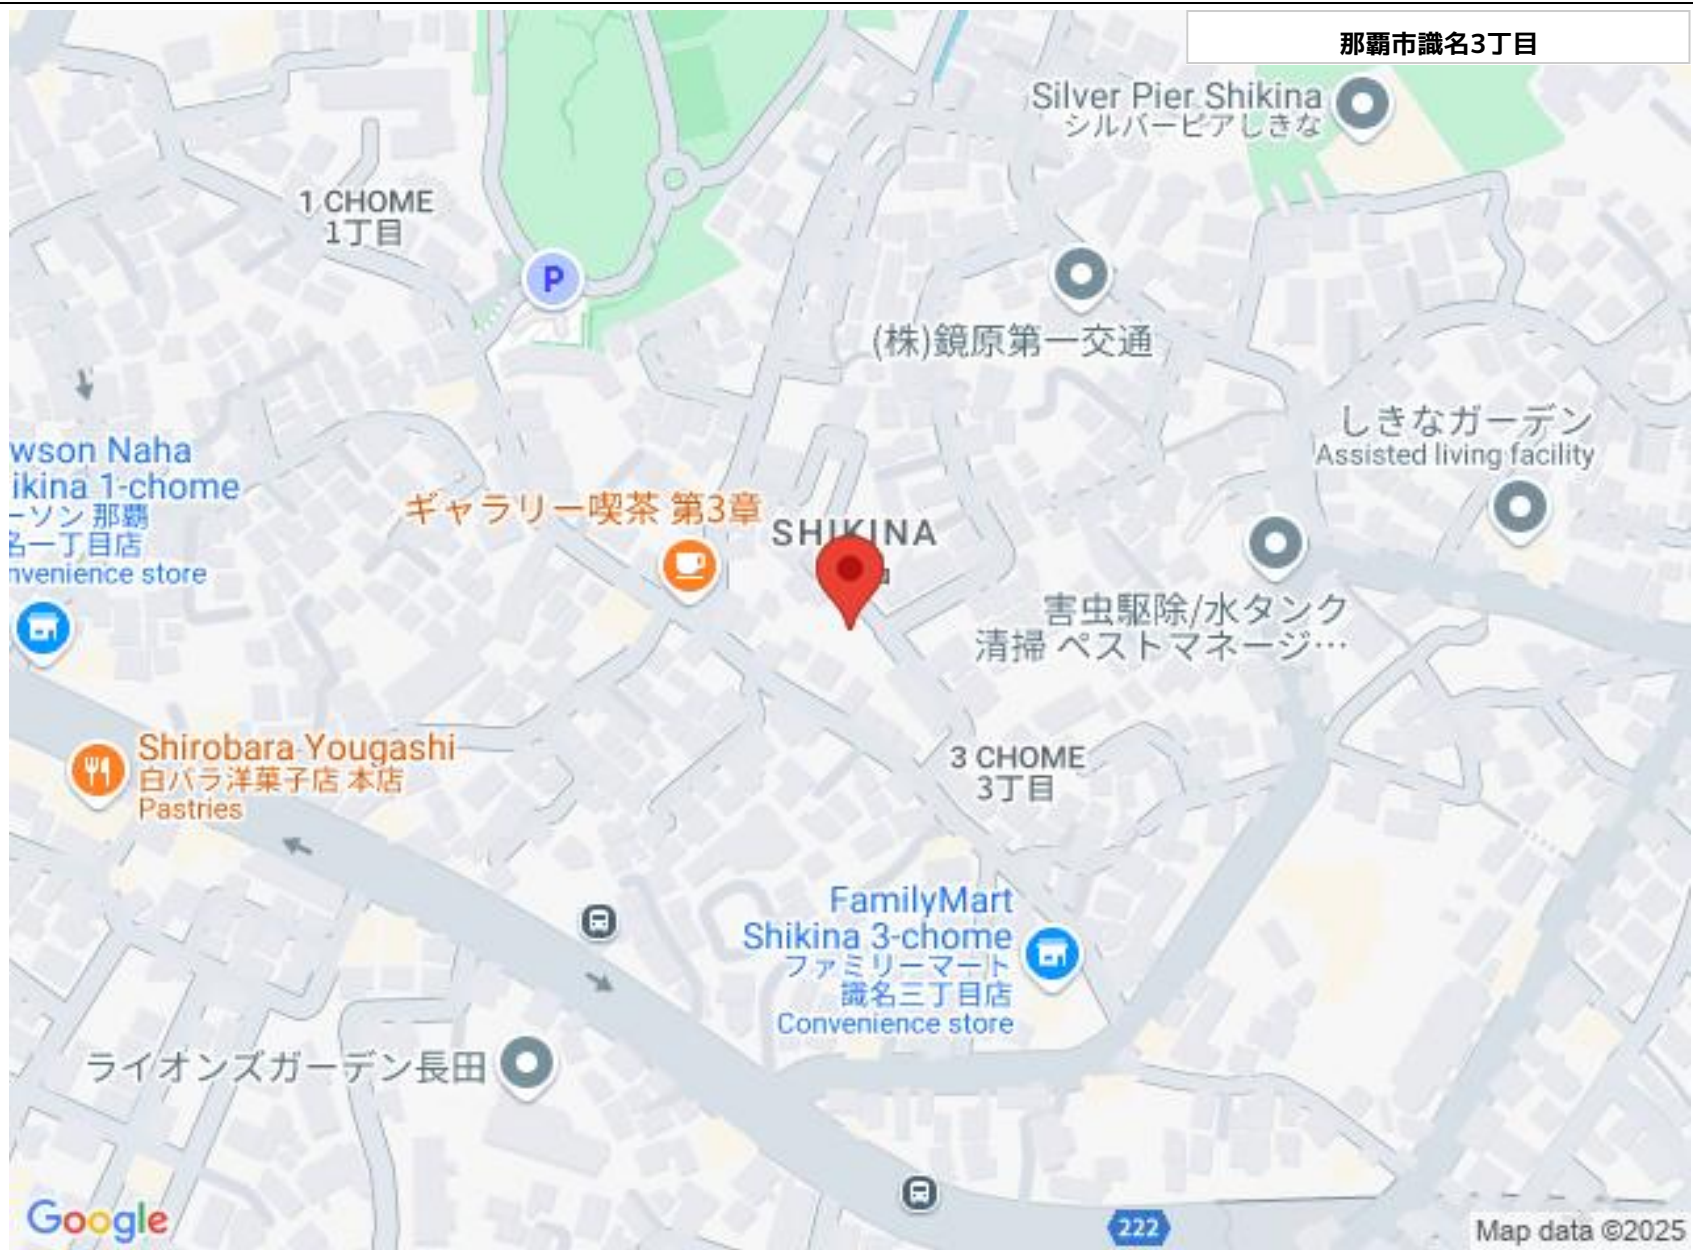 那覇市識名3丁目
Silver Pier Shikina
シルバーピアしきな
1 CHOME
1丁目
P
(株)鏡原第一交通
しきなガーデン
Assisted living facility
wson Naha
ikina 1-chome
ーソン 那覇
名一丁目店
nvenience store
ギャラリー喫茶 第3章
SHIKINA
害虫駆除/水タンク
清掃 ペストマネージ…
Shirobara Yougashi
白バラ洋菓子店 本店
Pastries
3 CHOME
3丁目
FamilyMart
Shikina 3-chome
ファミリーマート
識名三丁目店
Convenience store
ライオンズガーデン長田
222
Google
Map data ©2025